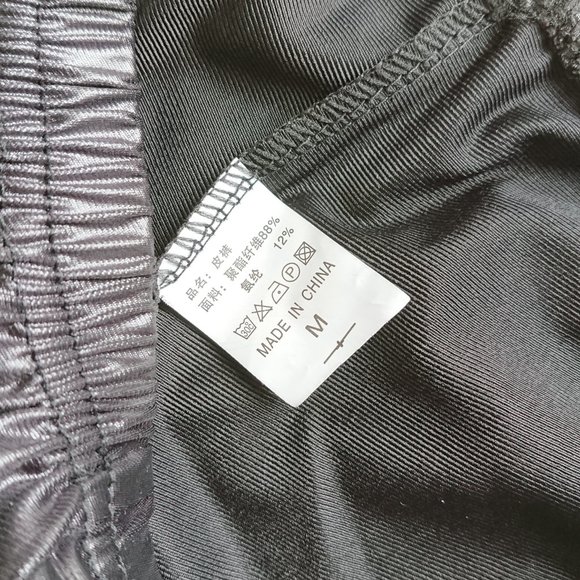 品名：皮裤
面料：聚酯纤维88%
氨纶 12%
MADE IN CHINA
M